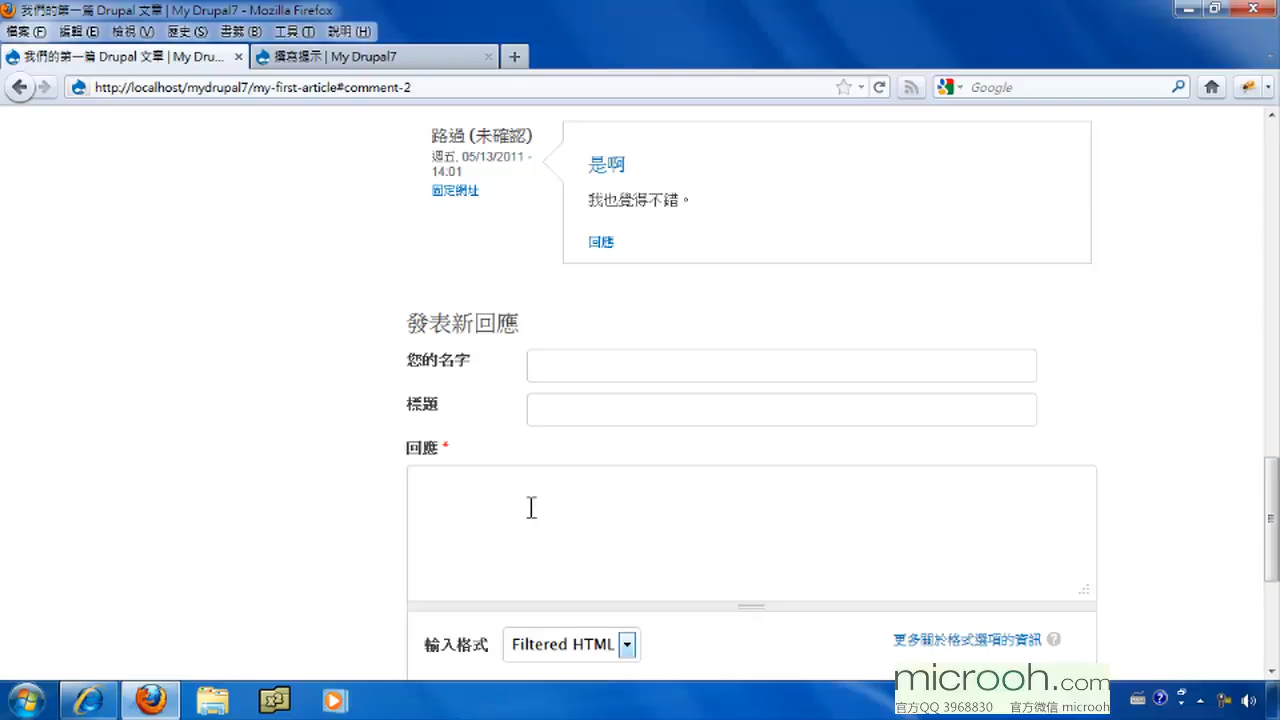 我們的第一篇 Drupal 文章 | My Drupal7 - Mozilla Firefox
檔案(F) 編輯(E) 檢視(V) 歷史(S) 書籤(B) 工具(T) 說明(H)
我們的第一篇 Drupal 文章 | My Dru... × 撰寫提示 | My Drupal7 ×
http://localhost/mydrupal7/my-first-article#comment-2
Google
路過 (未確認)
週五, 05/13/2011 -
14:01
固定網址
是啊
我也覺得不錯。
回應
發表新回應
您的名字
標題
回應 *
輸入格式
Filtered HTML
更多關於格式選項的資訊 ?
microoh.com
官方QQ 3968830 官方微信 microoh